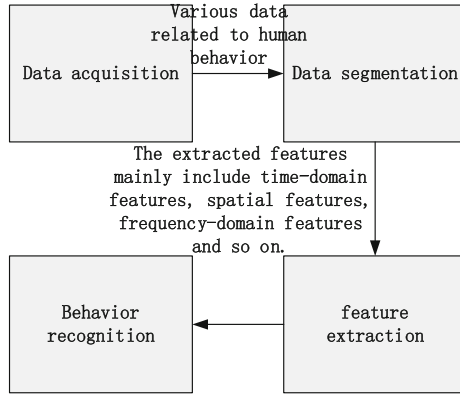 Various data
related to human
behavior
Data acquisition
Data segmentation
The extracted features
mainly include time-domain
features, spatial features,
frequency-domain features
and so on.
Behavior
recognition
feature
extraction